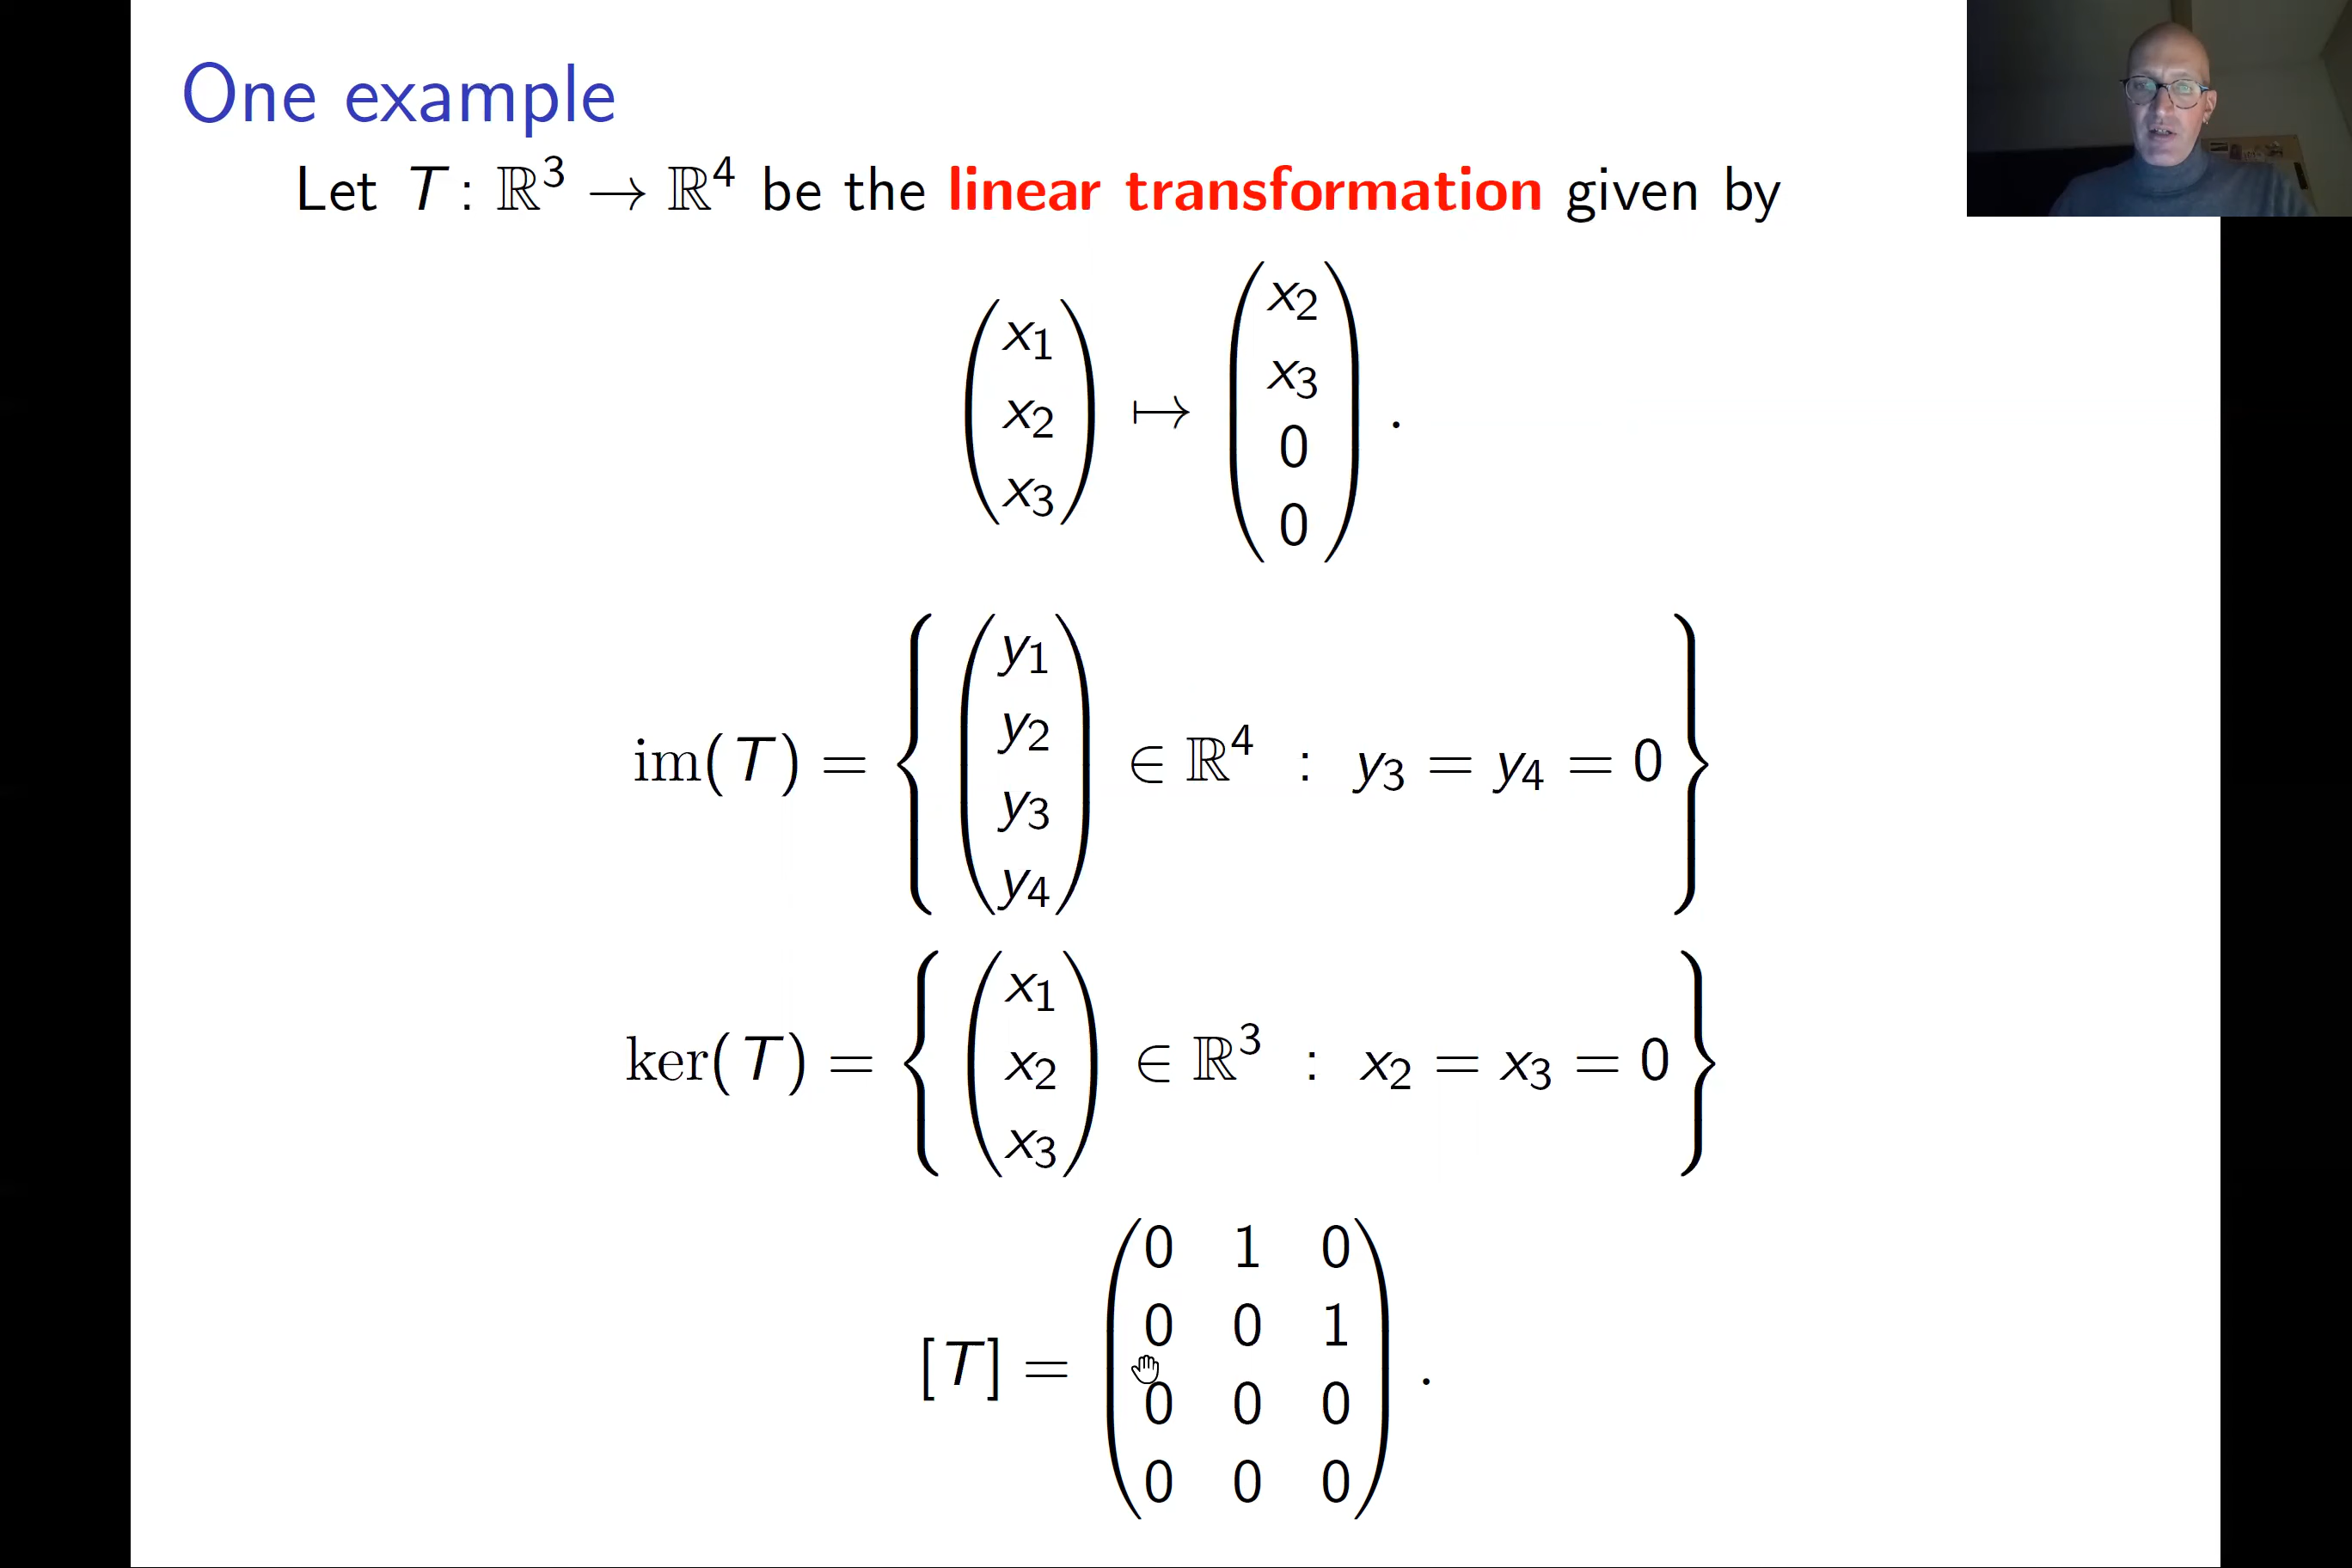 One example
Let T : ℝ³ → ℝ⁴ be the linear transformation given by
(x₁ x₂ x₃) ↦ (x₂ x₃ 0 0) .
im(T) = { (y₁ y₂ y₃ y₄) ∈ ℝ⁴ : y₃ = y₄ = 0 }
ker(T) = { (x₁ x₂ x₃) ∈ ℝ³ : x₂ = x₃ = 0 }
[T] = (0 1 0
0 0 1
0 0 0
0 0 0) .